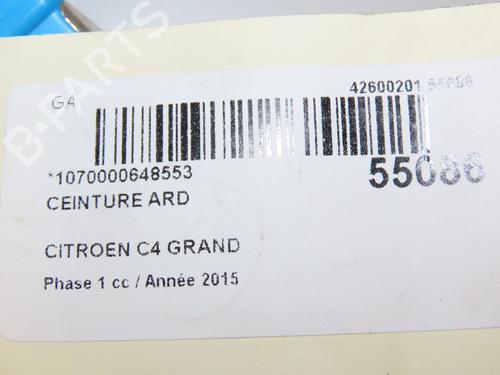 GA
42600201 55086
*1070000648553
55086
CEINTURE ARD
CITROEN C4 GRAND
Phase 1 cc / Année 2015
B-PARTS